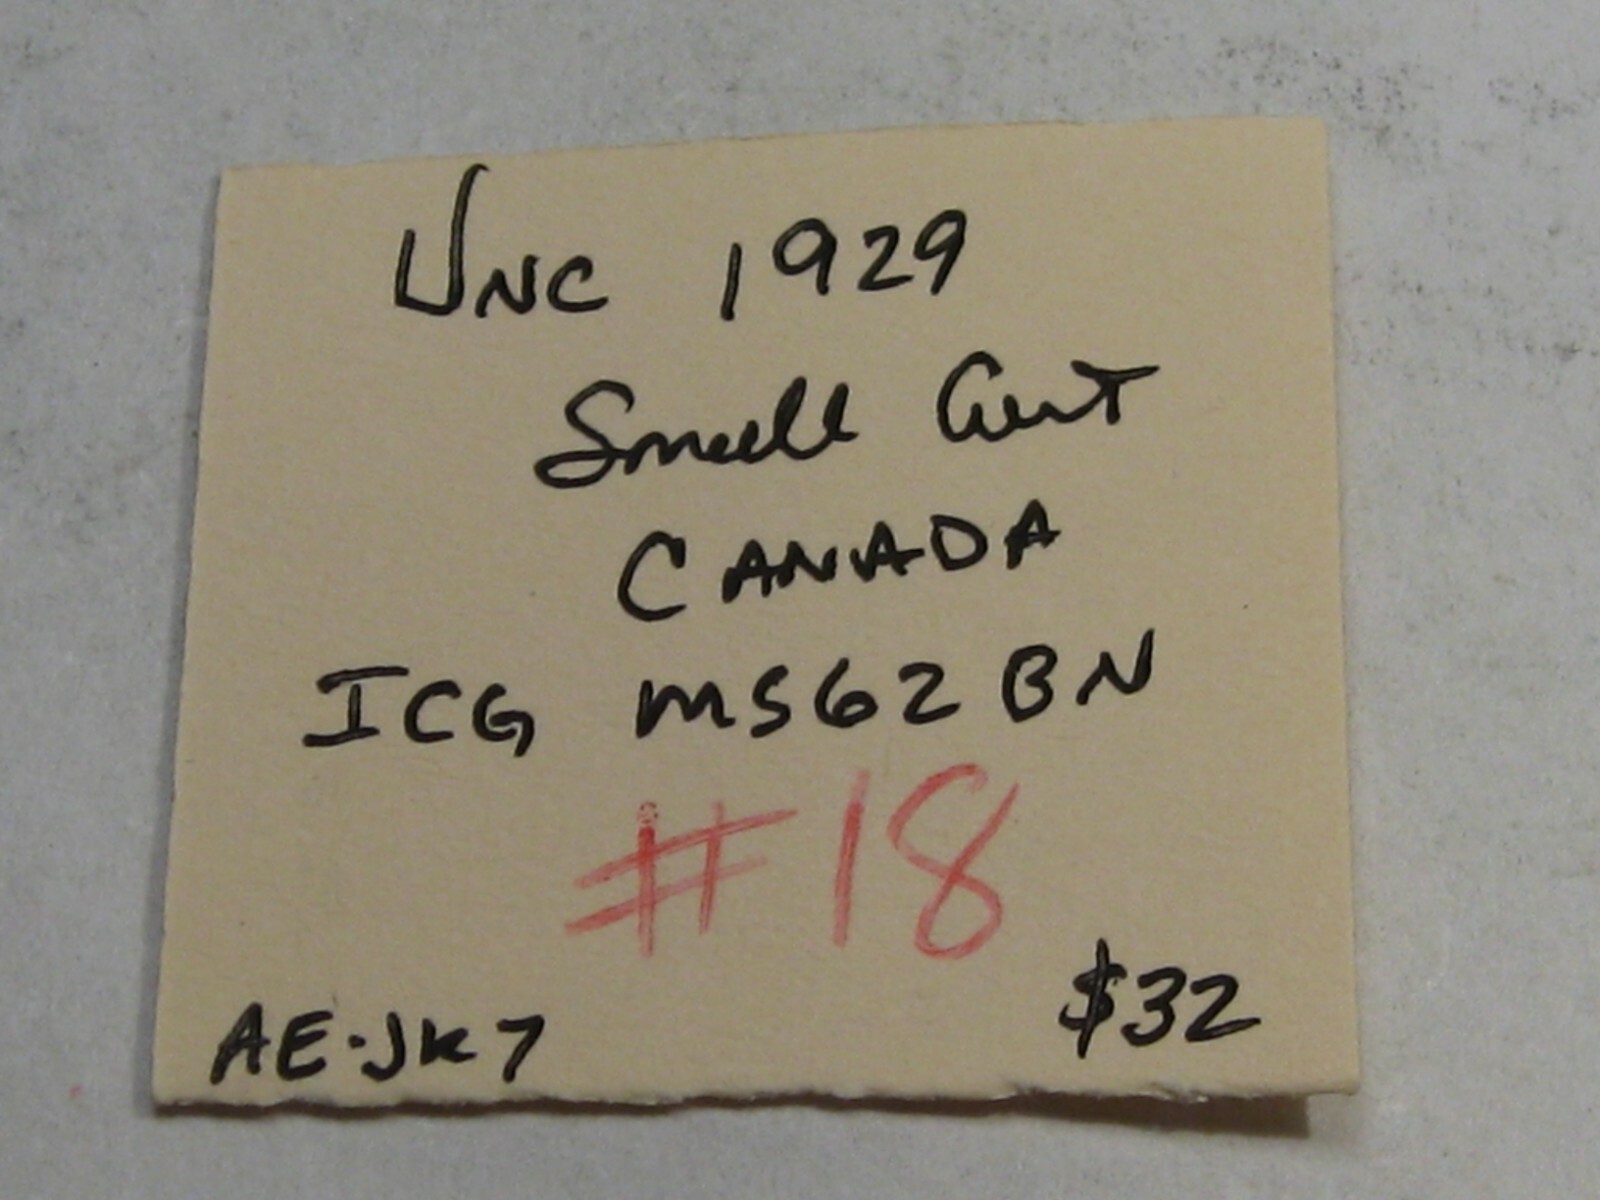 UNC 1929
Small Cent
CANADA
ICG MS62BN
#18
AE-JK7 $32